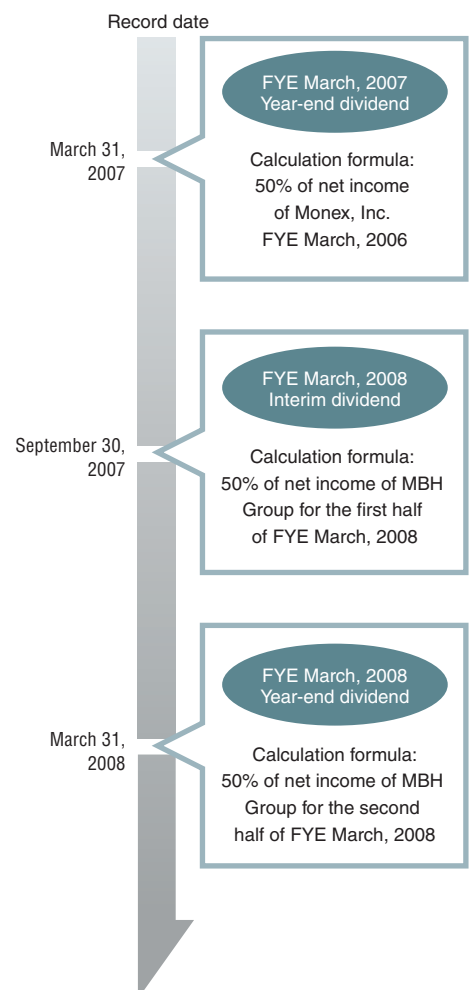 Record date
FYE March, 2007
Year-end dividend
March 31,
2007
Calculation formula:
50% of net income
of Monex, Inc.
FYE March, 2006
FYE March, 2008
Interim dividend
September 30,
2007
Calculation formula:
50% of net income of MBH
Group for the first half
of FYE March, 2008
FYE March, 2008
Year-end dividend
March 31,
2008
Calculation formula:
50% of net income of MBH
Group for the second
half of FYE March, 2008